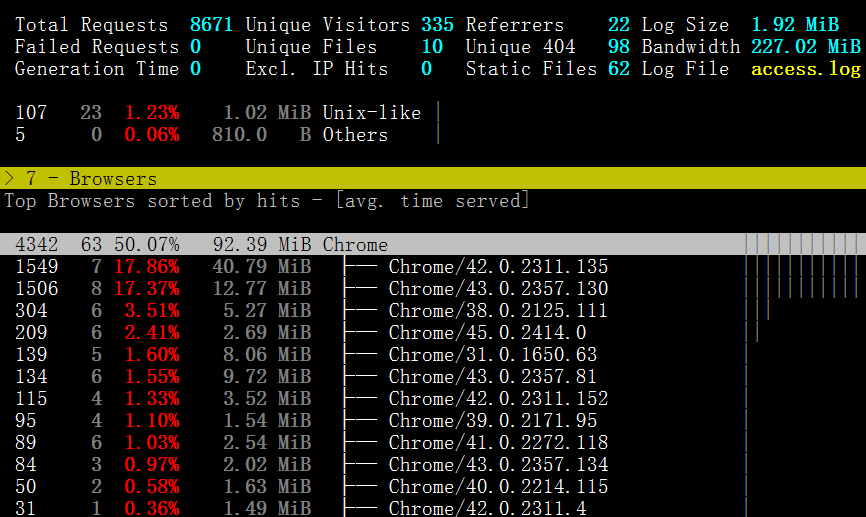 Total Requests 8671 Unique Visitors 335 Referrers 22 Log Size 1.92 MiB
Failed Requests 0 Unique Files 10 Unique 404 98 Bandwidth 227.02 MiB
Generation Time 0 Excl. IP Hits 0 Static Files 62 Log File access.log
107 23 1.23% 1.02 MiB Unix-like |
5 0 0.06% 810.0 B Others |
> 7 - Browsers
Top Browsers sorted by hits - [avg. time served]
4342 63 50.07% 92.39 MiB Chrome |||||||||||
1549 7 17.86% 40.79 MiB ├── Chrome/42.0.2311.135 |||||||||||
1506 8 17.37% 12.77 MiB ├── Chrome/43.0.2357.130 |||||||||||
304 6 3.51% 5.27 MiB ├── Chrome/38.0.2125.111 |||
209 6 2.41% 2.69 MiB ├── Chrome/45.0.2414.0 ||
139 5 1.60% 8.06 MiB ├── Chrome/31.0.1650.63 |
134 6 1.55% 9.72 MiB ├── Chrome/43.0.2357.81 |
115 4 1.33% 3.52 MiB ├── Chrome/42.0.2311.152 |
95 4 1.10% 1.54 MiB ├── Chrome/39.0.2171.95 |
89 6 1.03% 2.54 MiB ├── Chrome/41.0.2272.118 |
84 3 0.97% 2.02 MiB ├── Chrome/43.0.2357.134 |
50 2 0.58% 1.63 MiB ├── Chrome/40.0.2214.115 |
31 1 0.36% 1.49 MiB ├── Chrome/42.0.2311.4 |